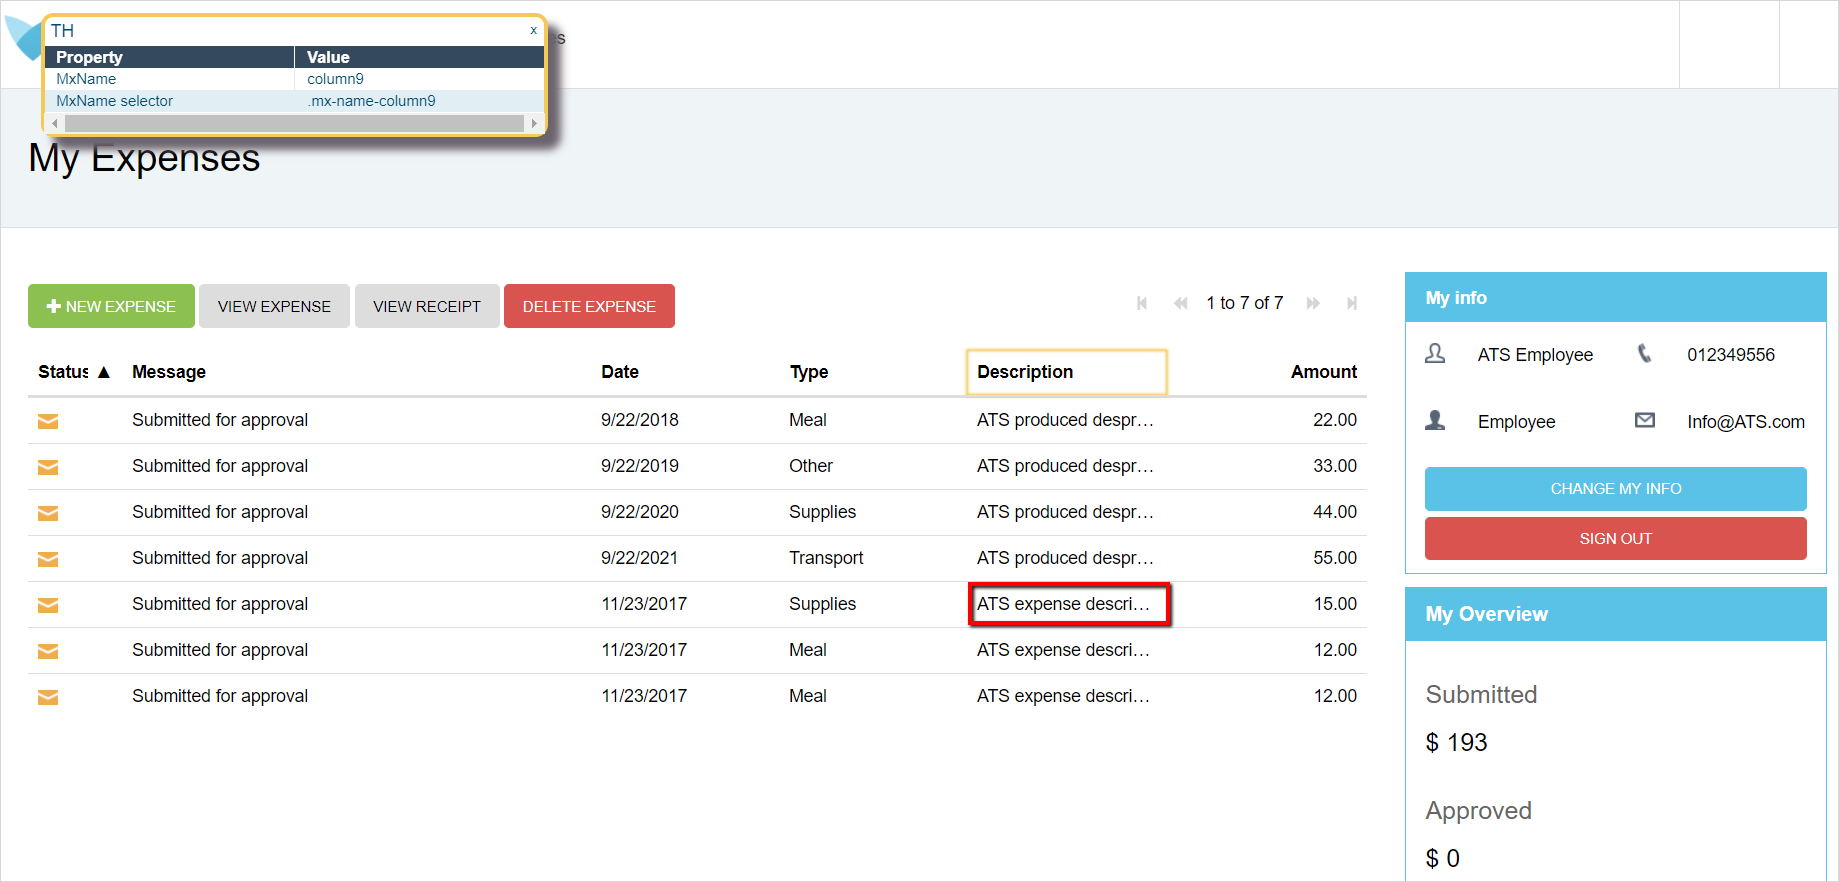 TH x
Property Value
MxName column9
MxName selector .mx-name-column9
My Expenses
NEW EXPENSE VIEW EXPENSE VIEW RECEIPT DELETE EXPENSE 1 to 7 of 7
Status ▲ Message Date Type Description Amount
Submitted for approval 9/22/2018 Meal ATS produced despr... 22.00
Submitted for approval 9/22/2019 Other ATS produced despr... 33.00
Submitted for approval 9/22/2020 Supplies ATS produced despr... 44.00
Submitted for approval 9/22/2021 Transport ATS produced despr... 55.00
Submitted for approval 11/23/2017 Supplies ATS expense descri... 15.00
Submitted for approval 11/23/2017 Meal ATS expense descri... 12.00
Submitted for approval 11/23/2017 Meal ATS expense descri... 12.00
My info
ATS Employee 012349556
Employee Info@ATS.com
CHANGE MY INFO
SIGN OUT
My Overview
Submitted
$ 193
Approved
$ 0